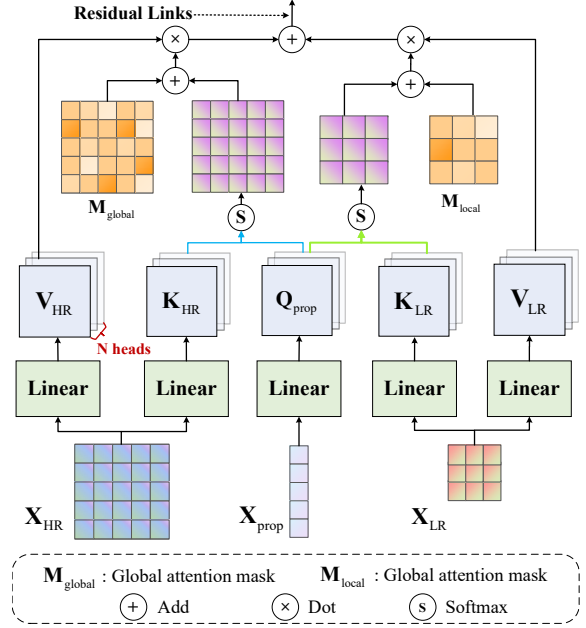 Residual Links
×
+
×
+
+
M_global
M_local
S
S
V_HR
K_HR
Q_prop
K_LR
V_LR
N heads
Linear
Linear
Linear
Linear
Linear
X_HR
X_prop
X_LR
M_global : Global attention mask
M_local : Local attention mask
+ Add
× Dot
s Softmax